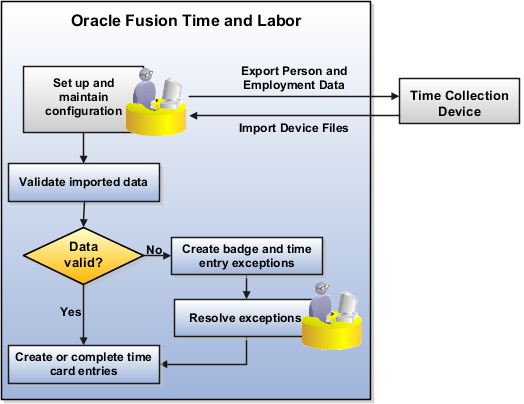 Oracle Fusion Time and Labor
Set up and
maintain
configuration
Export Person and
Employment Data
Time Collection
Device
Import Device Files
Validate imported data
Data
valid?
No
Create badge and time
entry exceptions
Yes
Resolve exceptions
Create or complete time
card entries